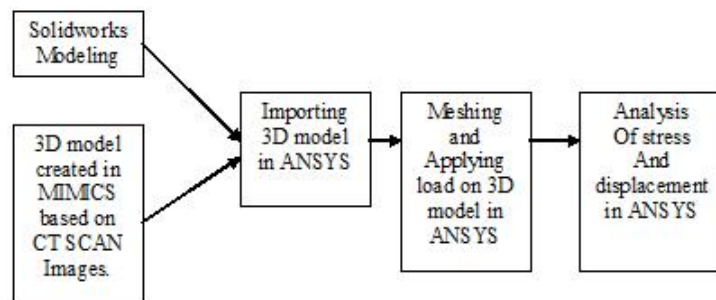 Solidworks
Modeling
3D model
created in
MIMICS
based on
CT SCAN
Images.
Importing
3D model
in ANSYS
Meshing
and
Applying
load on 3D
model in
ANSYS
Analysis
Of stress
And
displacement
in ANSYS